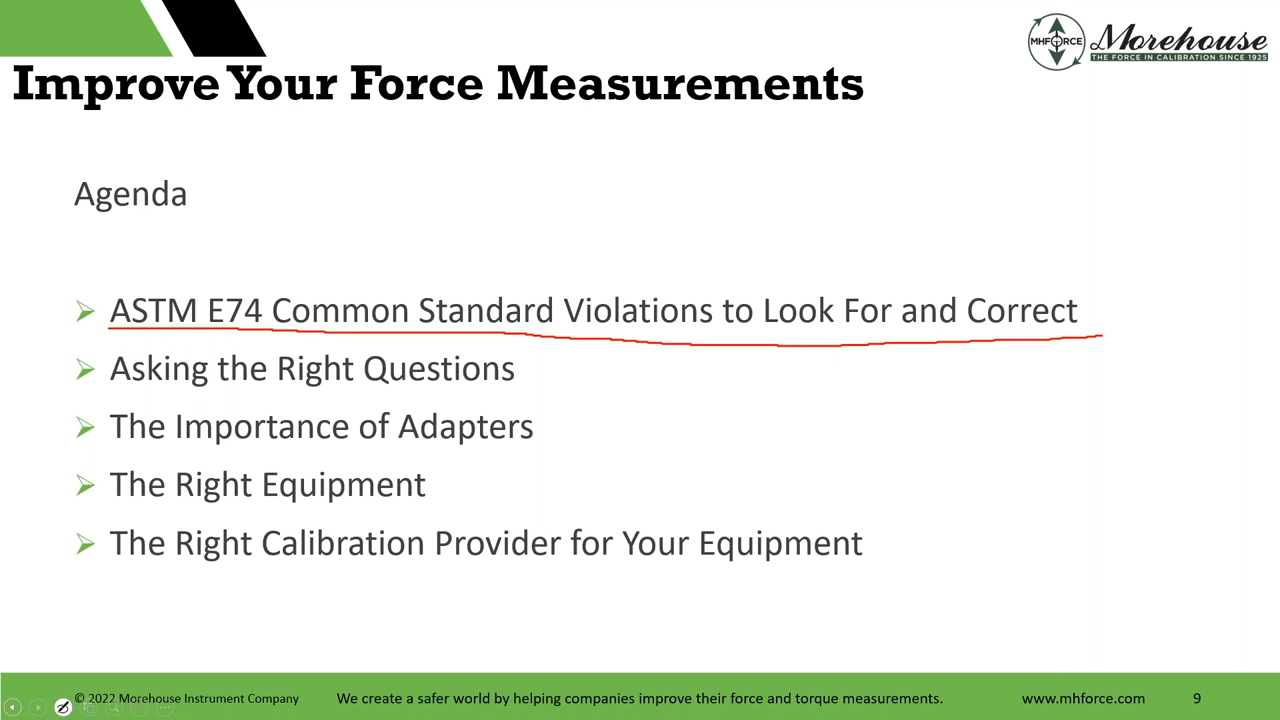 MHFORCE
Morehouse
THE FORCE IN CALIBRATION SINCE 1925
Improve Your Force Measurements
Agenda
ASTM E74 Common Standard Violations to Look For and Correct
Asking the Right Questions
The Importance of Adapters
The Right Equipment
The Right Calibration Provider for Your Equipment
© 2022 Morehouse Instrument Company
We create a safer world by helping companies improve their force and torque measurements.
www.mhforce.com
9